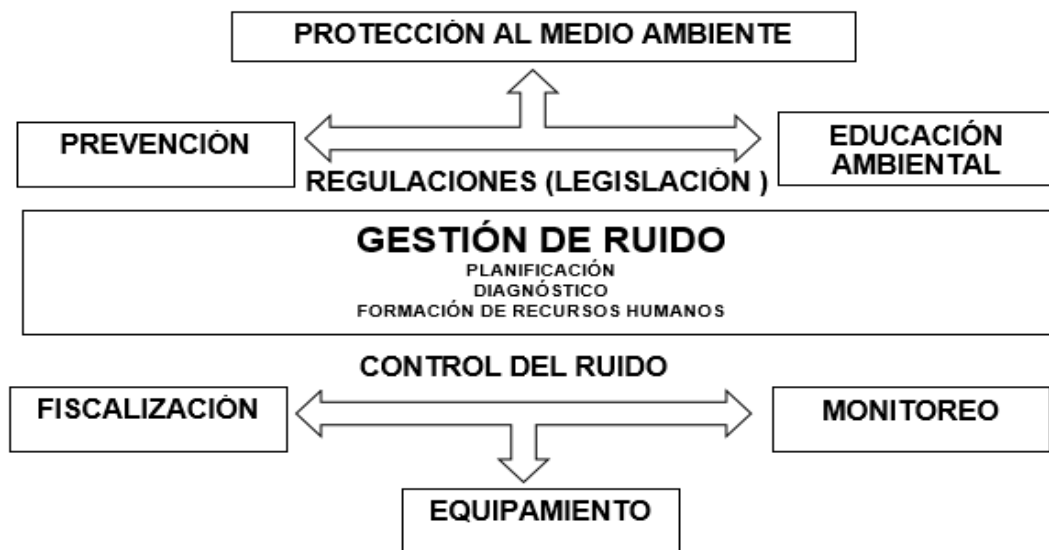 PROTECCIÓN AL MEDIO AMBIENTE
PREVENCIÓN
EDUCACIÓN
AMBIENTAL
REGULACIONES (LEGISLACIÓN )
GESTIÓN DE RUIDO
PLANIFICACIÓN
DIAGNÓSTICO
FORMACIÓN DE RECURSOS HUMANOS
CONTROL DEL RUIDO
FISCALIZACIÓN
MONITOREO
EQUIPAMIENTO